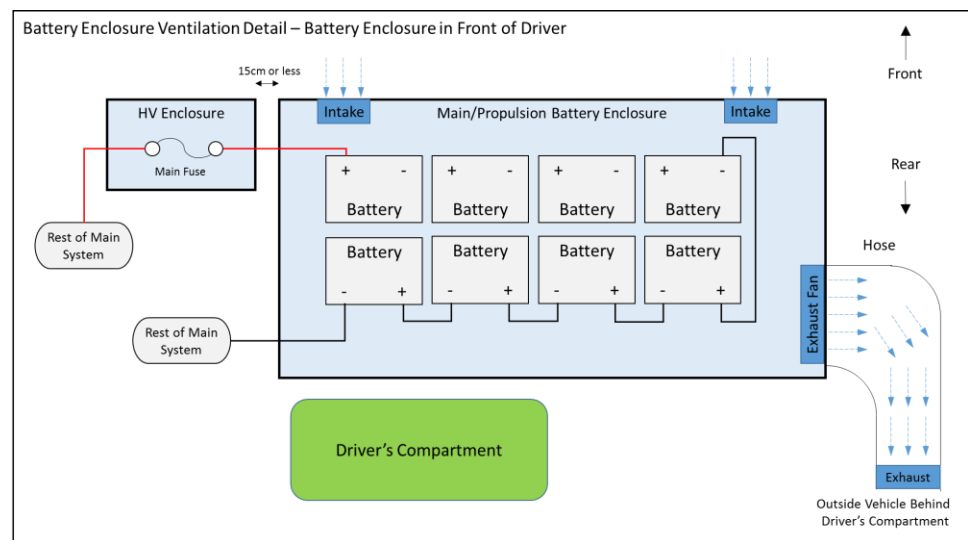 Battery Enclosure Ventilation Detail – Battery Enclosure in Front of Driver
Front
15cm or less
HV Enclosure
Main Fuse
Intake
Main/Propulsion Battery Enclosure
Intake
Rear
+ -
Battery
+ -
Battery
+ -
Battery
+ -
Battery
Rest of Main
System
Battery
- +
Battery
- +
Battery
- +
Battery
- +
Hose
Exhaust Fan
Rest of Main
System
Driver's Compartment
Exhaust
Outside Vehicle Behind
Driver's Compartment